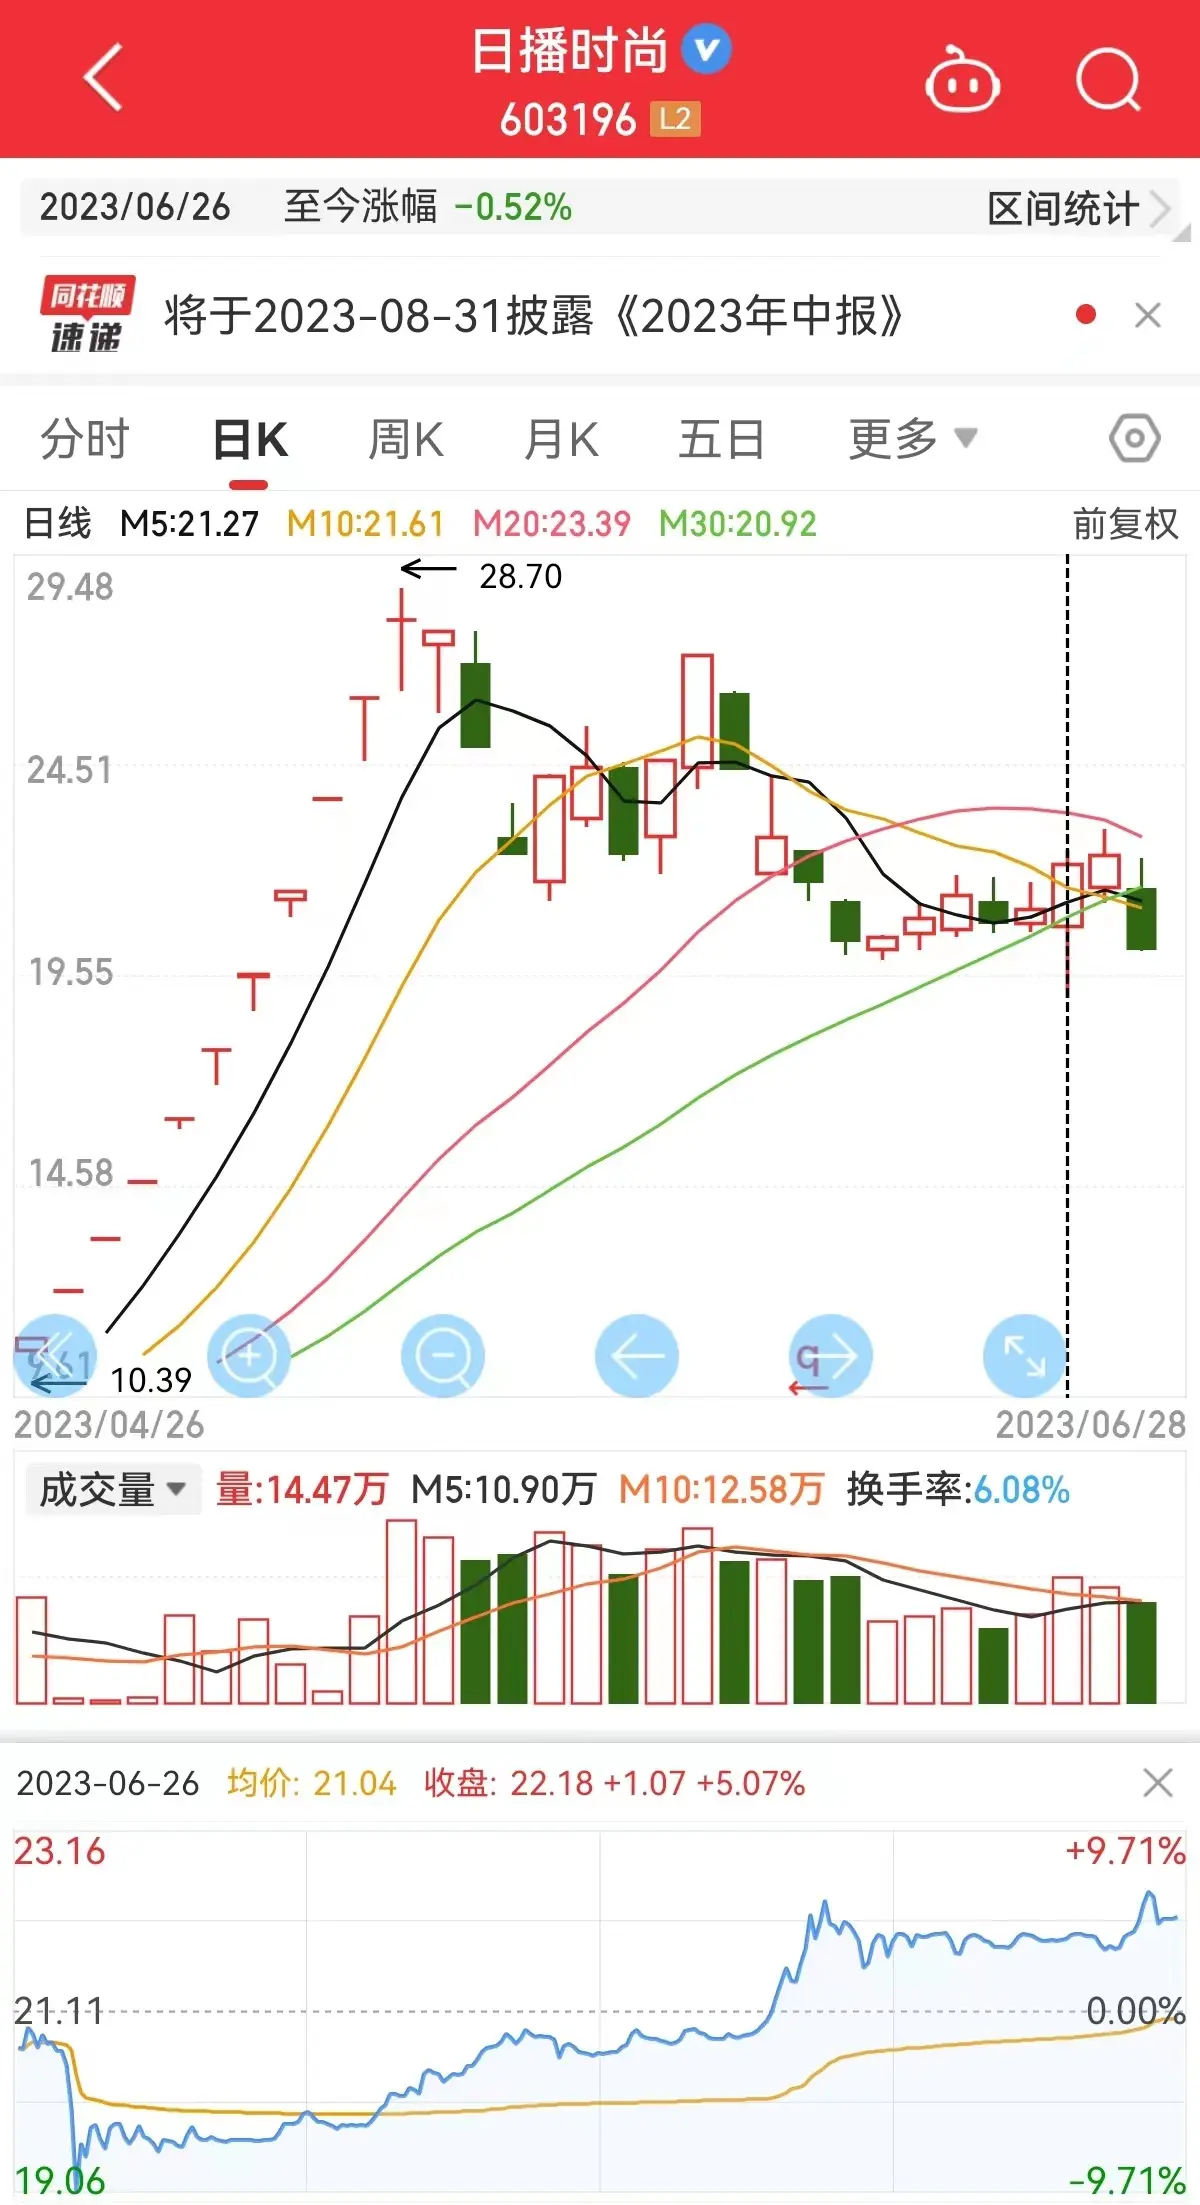 日播时尚
603196 L2
2023/06/26 至今涨幅 -0.52% 区间统计
同花顺
速递
将于2023-08-31披露《2023年中报》
分时 日K 周K 月K 五日 更多
日线 M5:21.27 M10:21.61 M20:23.39 M30:20.92 前复权
28.70
29.48
24.51
19.55
14.58
9.61
10.39
q
2023/04/26 2023/06/28
成交量 量:14.47万 M5:10.90万 M10:12.58万 换手率:6.08%
2023-06-26 均价: 21.04 收盘: 22.18 +1.07 +5.07%
23.16 +9.71%
21.11 0.00%
19.06 -9.71%